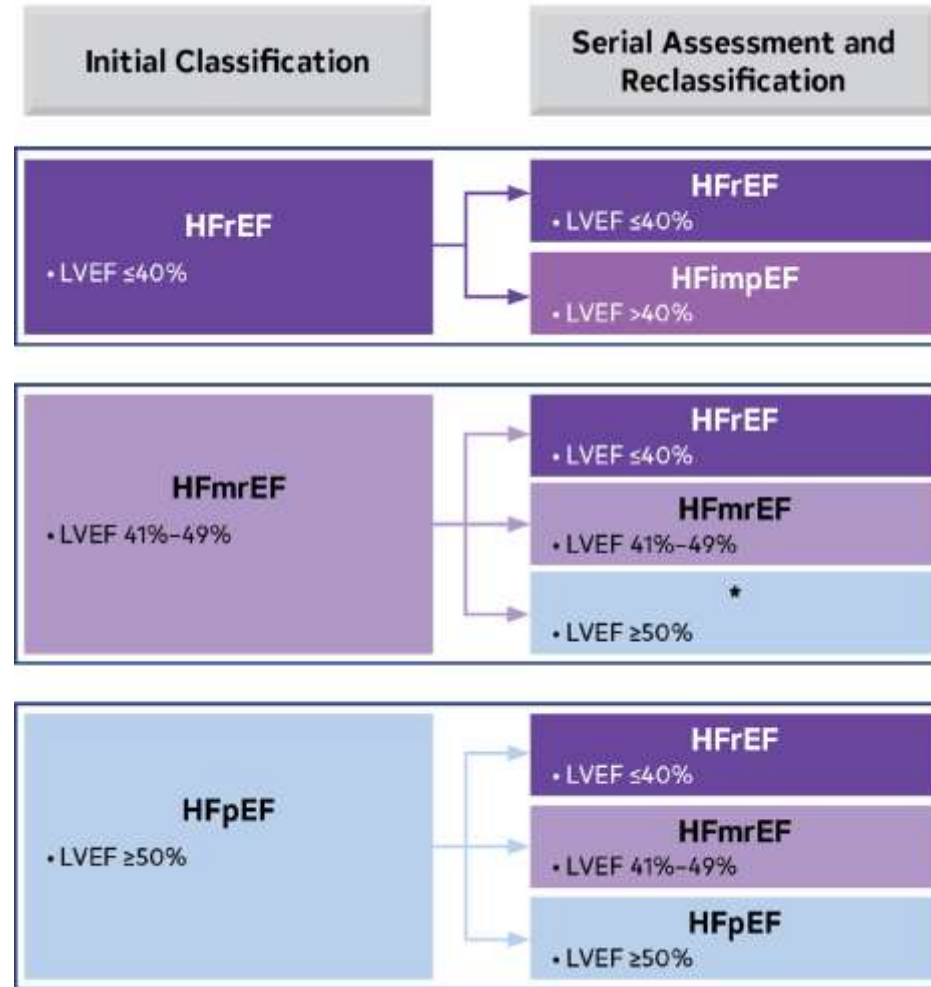 Initial Classification
Serial Assessment and
Reclassification
HFrEF
• LVEF ≤40%
HFrEF
• LVEF ≤40%
HFimpEF
• LVEF >40%
HFmrEF
• LVEF 41%–49%
HFrEF
• LVEF ≤40%
HFmrEF
• LVEF 41%–49%
*
• LVEF ≥50%
HFpEF
• LVEF ≥50%
HFrEF
• LVEF ≤40%
HFmrEF
• LVEF 41%–49%
HFpEF
• LVEF ≥50%